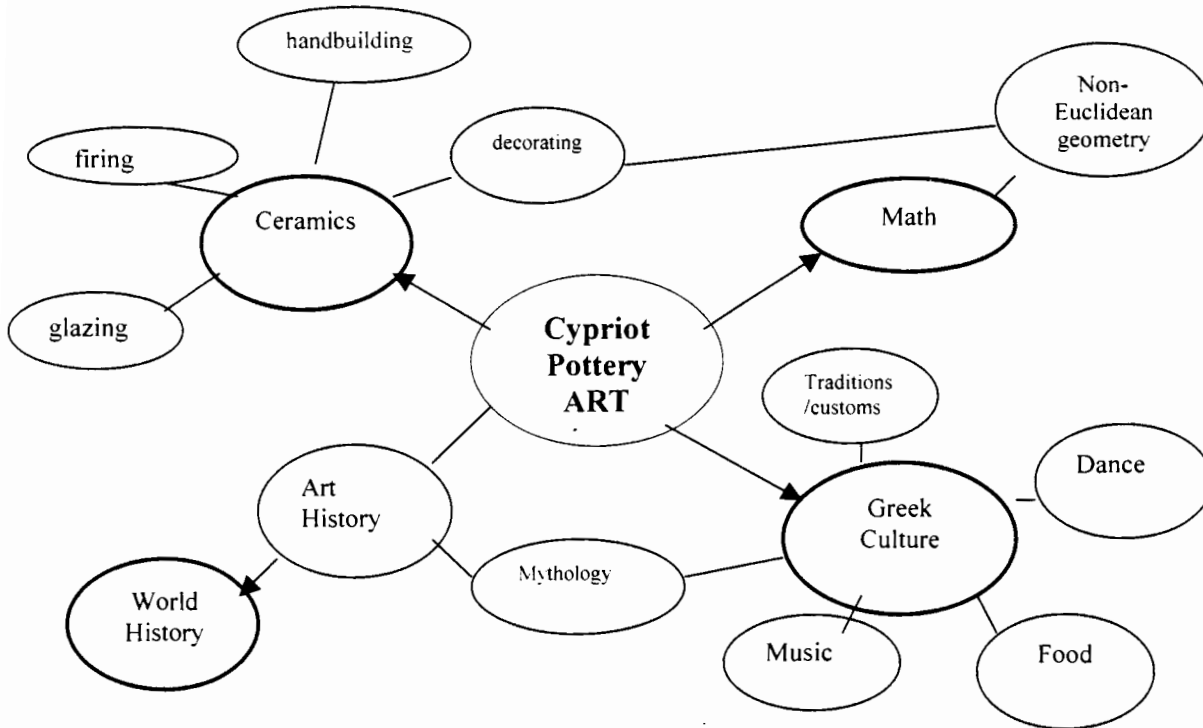 handbuilding
Non-
Euclidean
geometry
decorating
firing
Ceramics
Math
glazing
Cypriot
Pottery
ART
Traditions
/customs
Dance
Art
History
Greek
Culture
Mythology
World
History
Music
Food